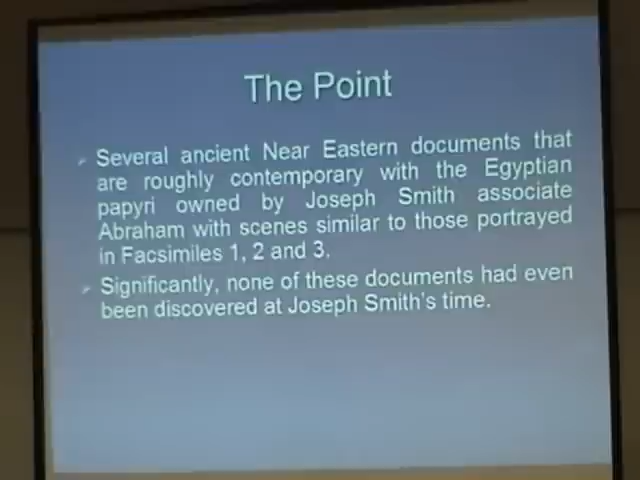 The Point
Several ancient Near Eastern documents that
are roughly contemporary with the Egyptian
papyri owned by Joseph Smith associate
Abraham with scenes similar to those portrayed
in Facsimiles 1, 2 and 3.
Significantly, none of these documents had even
been discovered at Joseph Smith's time.